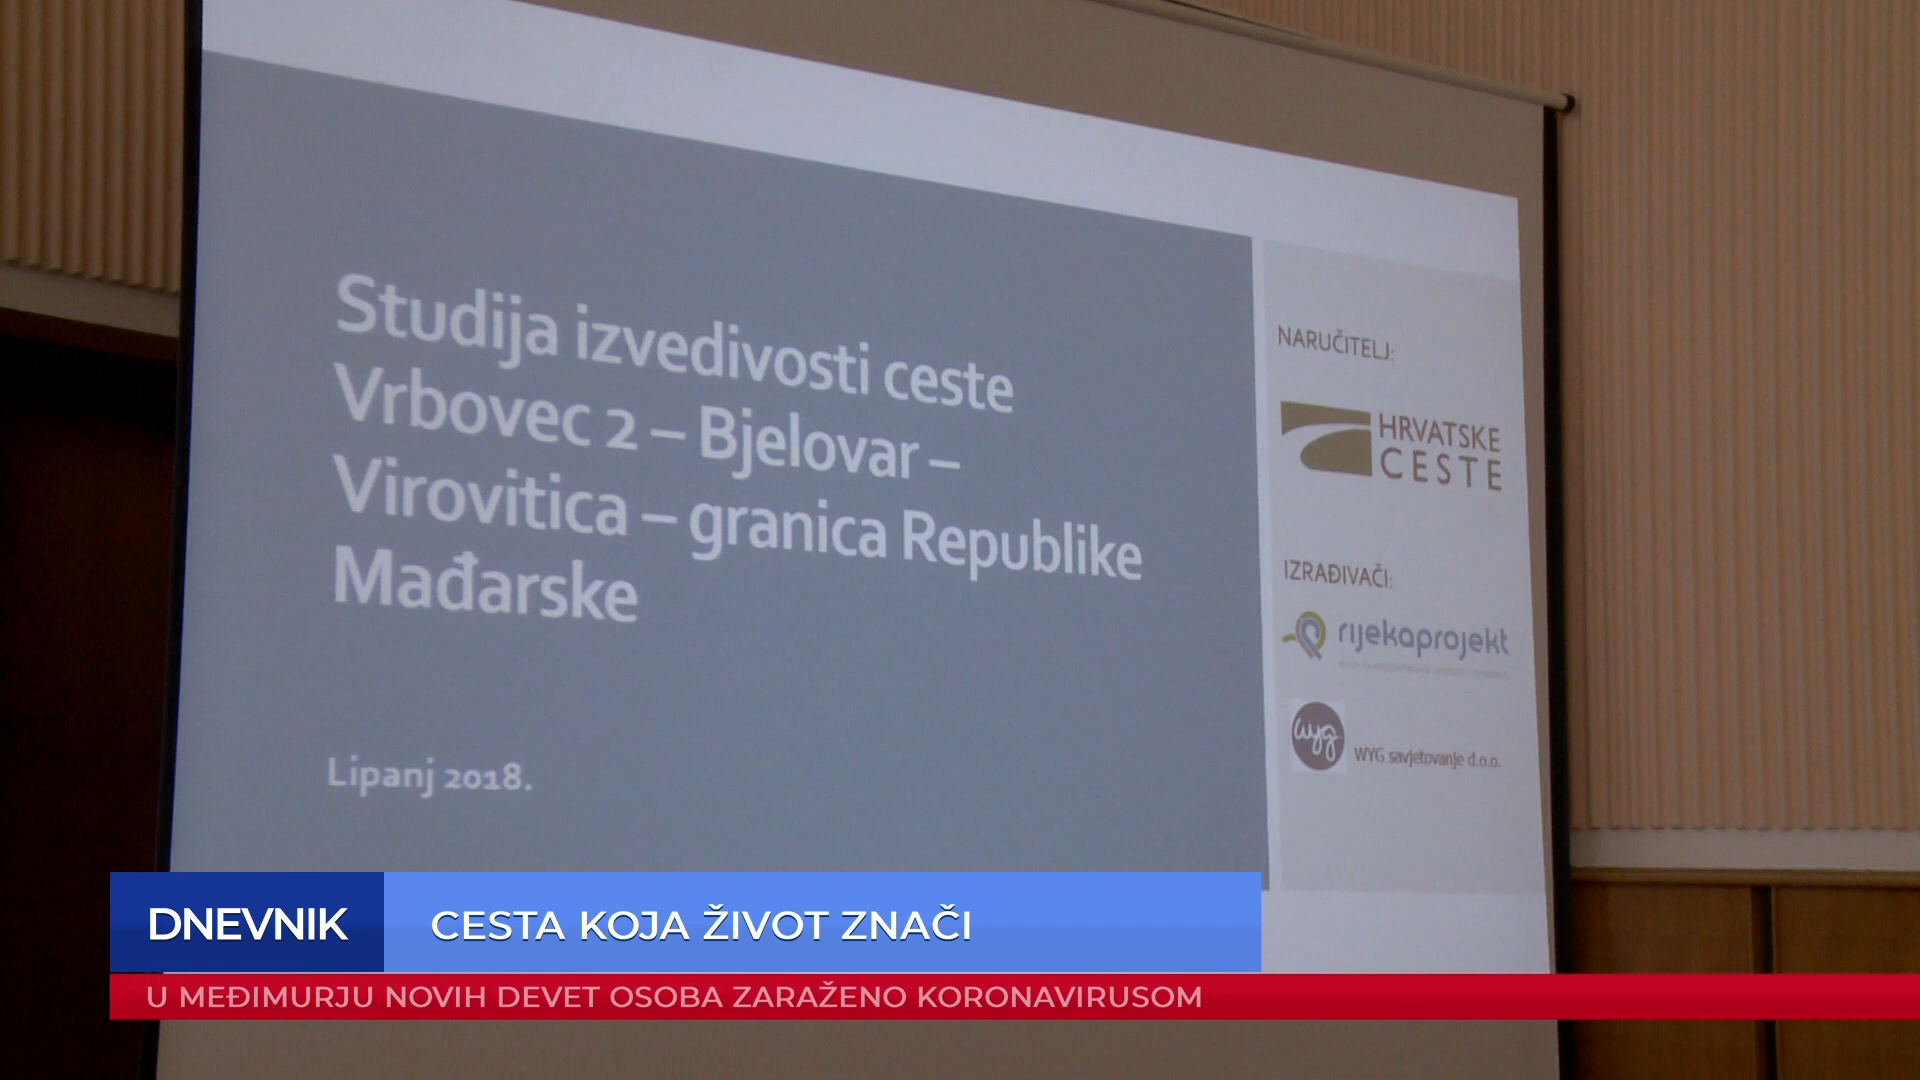 Studija izvedivosti ceste
Vrbovec 2 – Bjelovar –
Virovitica – granica Republike
Mađarske
Lipanj 2018.
NARUČITELJ:
HRVATSKE
CESTE
IZRAĐIVAČI:
rijekaprojekt
wyg
WYG savjetovanje d.o.o.
DNEVNIK
CESTA KOJA ŽIVOT ZNAČI
U MEĐIMURJU NOVIH DEVET OSOBA ZARAŽENO KORONAVIRUSOM